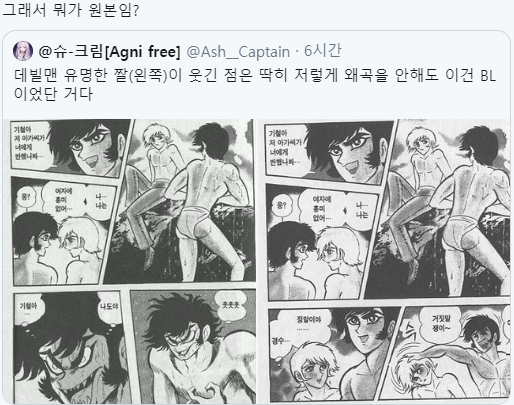 그래서 뭐가 원본임?
@슈-크림[Agni free] @Ash__Captain · 6시간
데빌맨 유명한 짤(왼쪽)이 웃긴 점은 딱히 저렇게 왜곡을 안해도 이건 BL
이었단 거다
기철아
저 아가씨가
너에게
반했나봐...
응?
여자에
흥미
없어...
나...
나는
기철아
...
나도야
...
흣흣흣
기철아
저 아가씨가
너에게
반했나봐...
응?
여자에
흥미
없어...
나...
나는
정말이야
...
경수...
거짓말
쟁이~